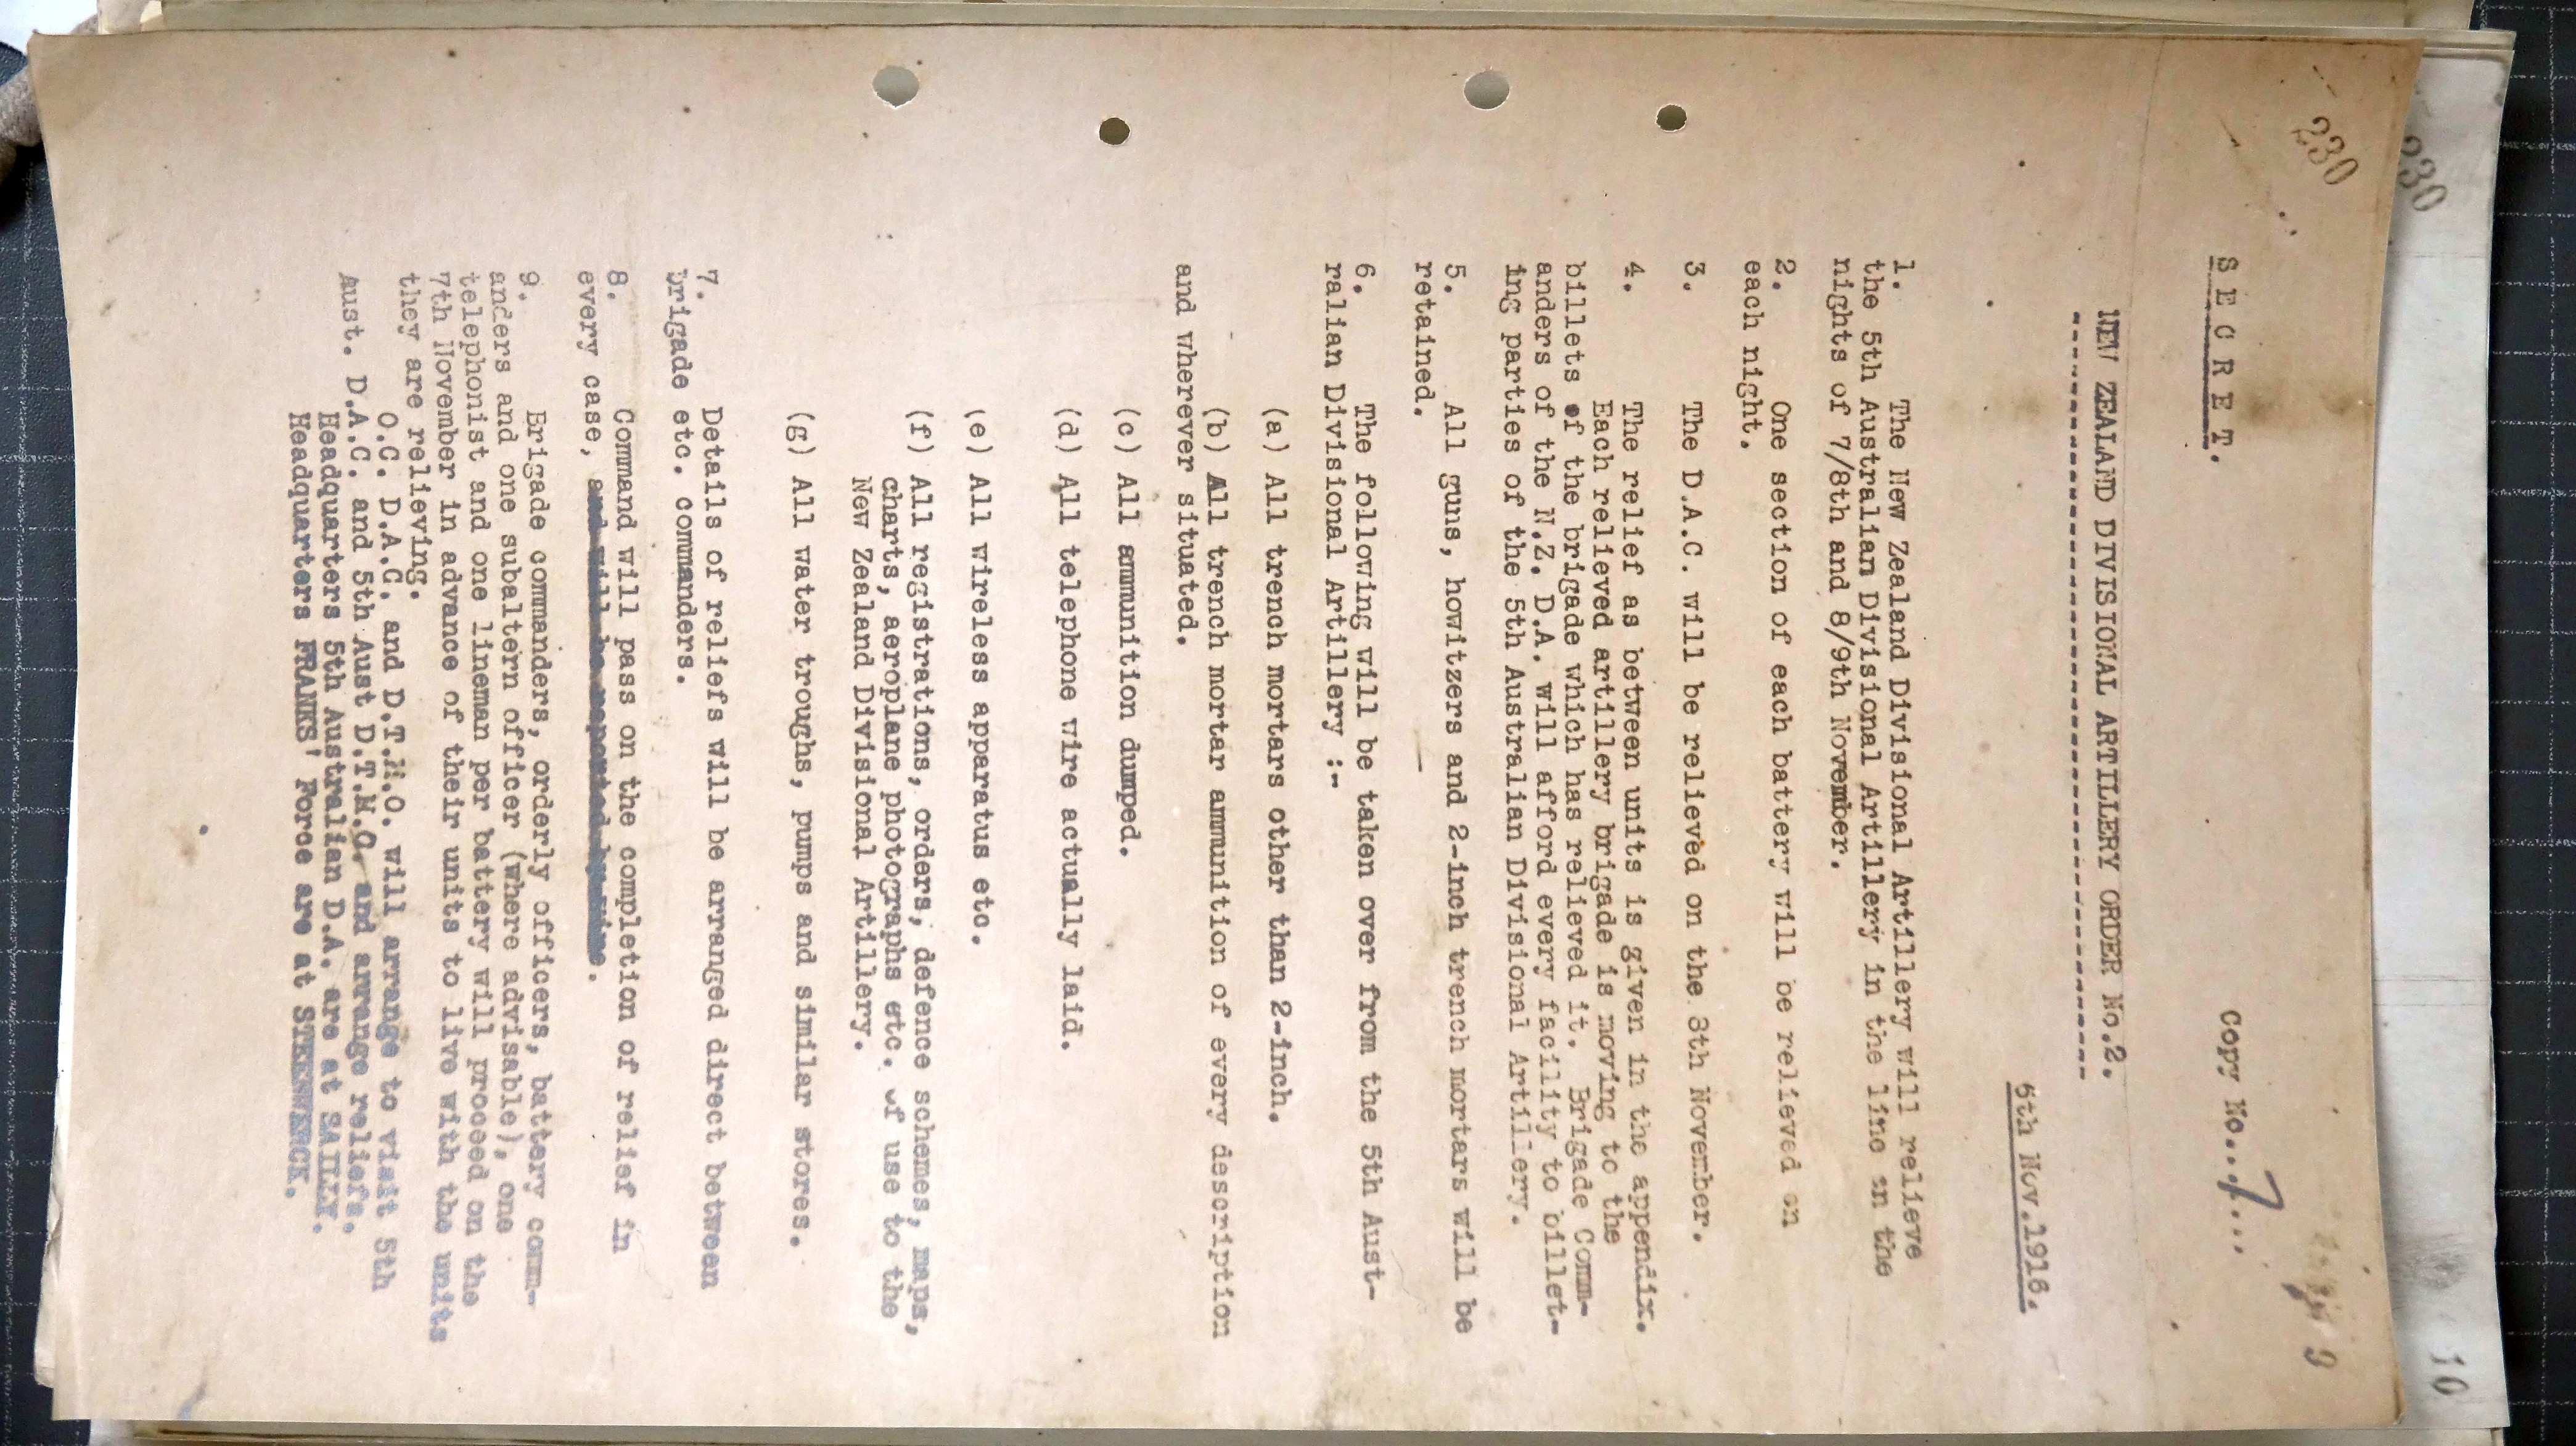 230
230
10
9
S E C R E T.
Copy No...7....
NEW ZEALAND DIVISIONAL ARTILLERY ORDER No.2.
-----------------------------------------
6th Nov.1916.
1. The New Zealand Divisional Artillery will relieve
the 5th Australian Divisional Artillery in the line on the
nights of 7/8th and 8/9th November.
2. One section of each battery will be relieved on
each night.
3. The D.A.C. will be relieved on the 8th November.
4. The relief as between units is given in the appendix.
Each relieved artillery brigade is moving to the
billets of the brigade which has relieved it. Brigade Comm-
anders of the N.Z. D.A. will afford every facility to billet-
ing parties of the 5th Australian Divisional Artillery.
5. All guns, howitzers and 2-inch trench mortars will be
retained.
6. The following will be taken over from the 5th Aust-
ralian Divisional Artillery :-
(a) All trench mortars other than 2-inch.
(b) All trench mortar ammunition of every description
and wherever situated.
(c) All ammunition dumped.
(d) All telephone wire actually laid.
(e) All wireless apparatus etc.
(f) All registrations, orders, defence schemes, maps,
charts, aeroplane photographs etc. of use to the
New Zealand Divisional Artillery.
(g) All water troughs, pumps and similar stores.
7. Details of reliefs will be arranged direct between
brigade etc. commanders.
8. Command will pass on the completion of relief in
every case, and will be reported by wire.
9. Brigade commanders, orderly officers, battery comm-
anders and one subaltern officer (where advisable), one
telephonist and one lineman per battery will proceed on the
7th November in advance of their units to live with the units
they are relieving.
O.C. D.A.C. and D.T.M.O. will arrange to visit 5th
Aust. D.A.C. and 5th Aust D.T.M.O. and arrange reliefs.
Headquarters 5th Australian D.A. are at SAILLY.
Headquarters FRANKS' Force are at STEENWERCK.